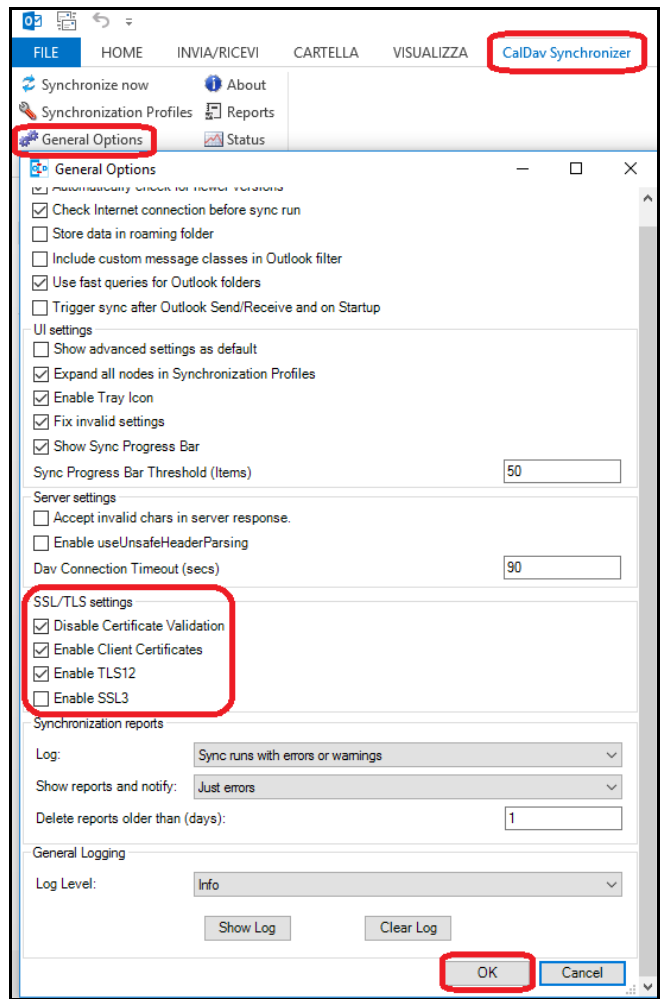 FILE HOME INVIA/RICEVI CARTELLA VISUALIZZA CalDav Synchronizer
Synchronize now About
Synchronization Profiles Reports
General Options Status
General Options
Automatically check for newer versions
Check Internet connection before sync run
Store data in roaming folder
Include custom message classes in Outlook filter
Use fast queries for Outlook folders
Trigger sync after Outlook Send/Receive and on Startup
UI settings
Show advanced settings as default
Expand all nodes in Synchronization Profiles
Enable Tray Icon
Fix invalid settings
Show Sync Progress Bar
Sync Progress Bar Threshold (Items) 50
Server settings
Accept invalid chars in server response.
Enable useUnsafeHeaderParsing
Dav Connection Timeout (secs) 90
SSL/TLS settings
Disable Certificate Validation
Enable Client Certificates
Enable TLS12
Enable SSL3
Synchronization reports
Log: Sync runs with errors or warnings
Show reports and notify: Just errors
Delete reports older than (days): 1
General Logging
Log Level: Info
Show Log Clear Log
OK Cancel